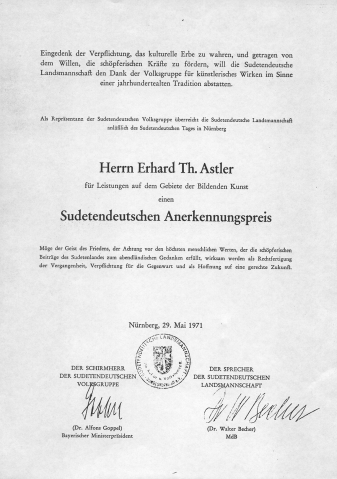 Eingedenk der Verpflichtung, das kulturelle Erbe zu wahren, und getragen von
dem Willen, die schöpferischen Kräfte zu fördern, will die Sudetendeutsche
Landsmannschaft den Dank der Volksgruppe für künstlerisches Wirken im Sinne
einer jahrhundertealten Tradition abstatten.
Als Repräsentanz der Sudetendeutschen Volksgruppe überreicht die Sudetendeutsche Landsmannschaft
anläßlich des Sudetendeutschen Tages in Nürnberg
Herrn Erhard Th. Astler
für Leistungen auf dem Gebiete der Bildenden Kunst
einen
Sudetendeutschen Anerkennungspreis
Möge der Geist des Friedens, der Achtung vor den höchsten menschlichen Werten, der die schöpferischen
Beiträge des Sudetenlandes zum abendländischen Gedanken erfüllt, wirksam werden als Rechtfertigung
der Vergangenheit, Verpflichtung für die Gegenwart und als Hoffnung auf eine gerechte Zukunft.
Nürnberg, 29. Mai 1971
DER SCHIRMHERR
DER SUDETENDEUTSCHEN
VOLKSGRUPPE
(Dr. Alfons Goppel)
Bayerischer Ministerpräsident
SUDETENDEUTSCHE LANDSMANNSCHAFT
DER SPRECHER
DER SUDETENDEUTSCHEN
LANDSMANNSCHAFT
Dr W Becher
(Dr. Walter Becher)
MdB